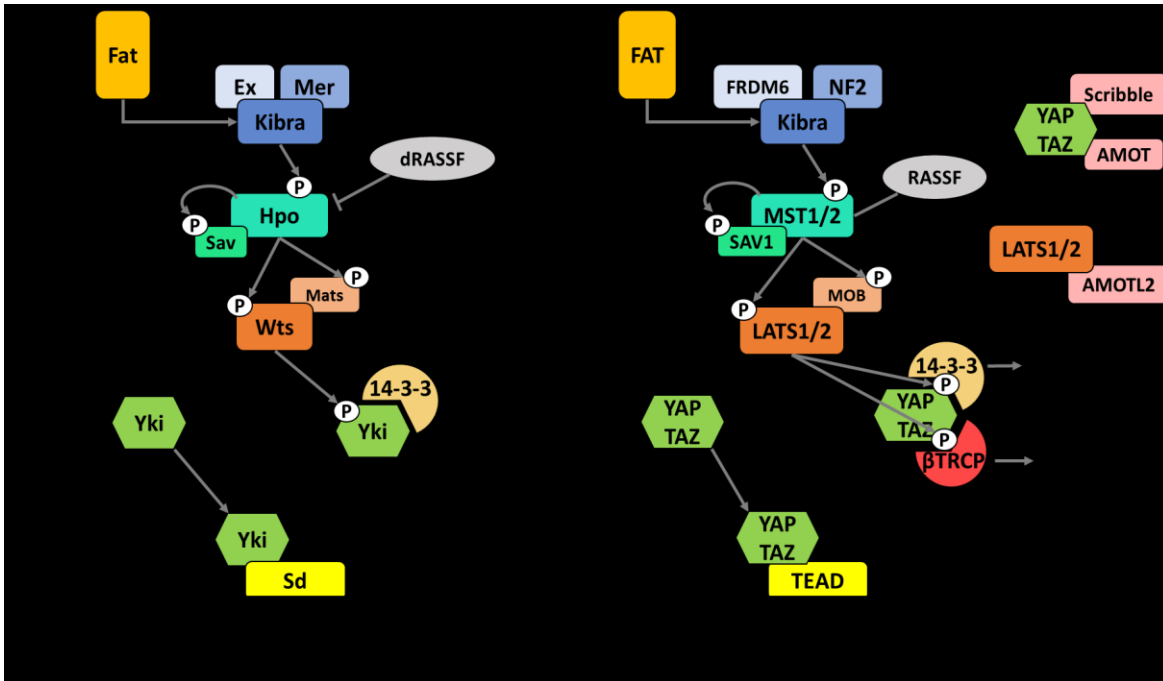 Fat
Ex
Mer
Kibra
dRASSF
P
Hpo
P
Sav
P
Mats
P
Wts
14-3-3
P
Yki
Yki
Yki
Sd
FAT
FRDM6
NF2
Kibra
RASSF
P
MST1/2
P
SAV1
P
MOB
P
LATS1/2
14-3-3
P
YAP
TAZ
P
βTRCP
YAP
TAZ
YAP
TAZ
TEAD
Scribble
YAP
TAZ
AMOT
LATS1/2
AMOTL2